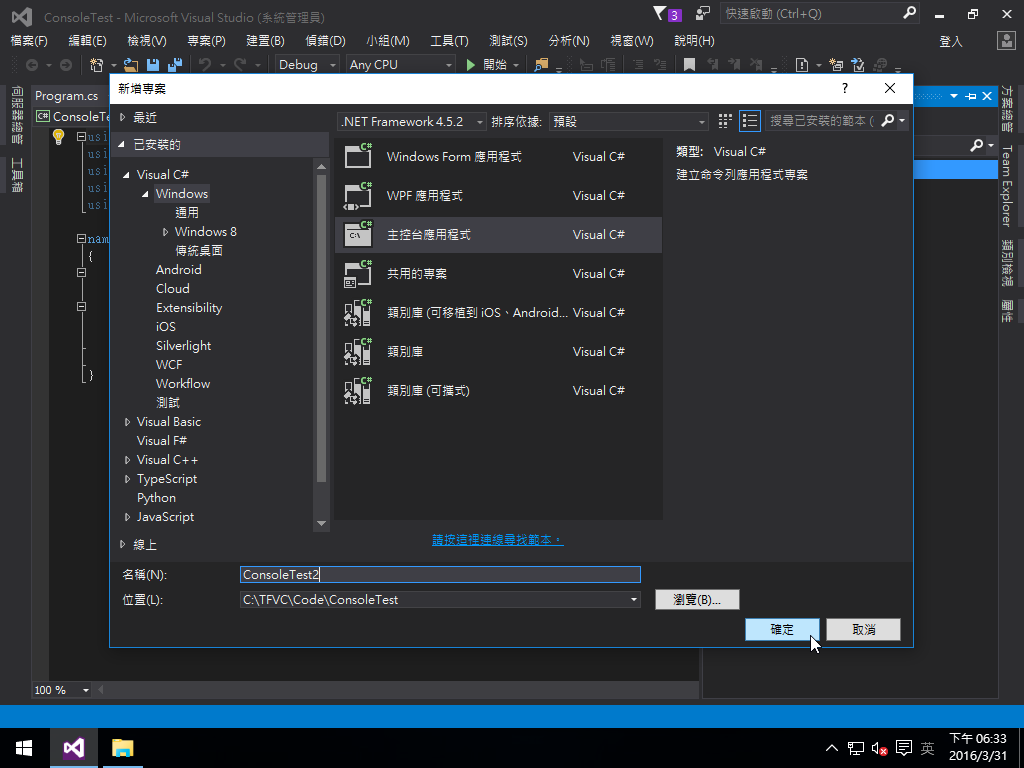 ConsoleTest - Microsoft Visual Studio (系統管理員)
3
快速啟動 (Ctrl+Q)
檔案(F) 編輯(E) 檢視(V) 專案(P) 建置(B) 偵錯(D) 小組(M) 工具(T) 測試(S) 分析(N) 視窗(W) 說明(H) 登入
Debug Any CPU 開始
伺服器總管
工具箱
Program.cs
C# ConsoleTe
usi
usi
usi
usi
usi
nam
{
}
新增專案
?
最近
.NET Framework 4.5.2 排序依據: 預設
搜尋已安裝的範本 (
已安裝的
Visual C#
Windows
通用
Windows 8
傳統桌面
Android
Cloud
Extensibility
iOS
Silverlight
WCF
Workflow
測試
Visual Basic
Visual F#
Visual C++
TypeScript
Python
JavaScript
線上
Windows Form 應用程式 Visual C#
WPF 應用程式 Visual C#
主控台應用程式 Visual C#
共用的專案 Visual C#
類別庫 (可移植到 iOS、Android... Visual C#
類別庫 Visual C#
類別庫 (可攜式) Visual C#
類型: Visual C#
建立命令列應用程式專案
請按這裡連線尋找範本。
名稱(N): ConsoleTest2
位置(L): C:\TFVC\Code\ConsoleTest
瀏覽(B)...
確定 取消
方案總管
Team Explorer
類別檢視
屬性
100 %
英
下午 06:33
2016/3/31